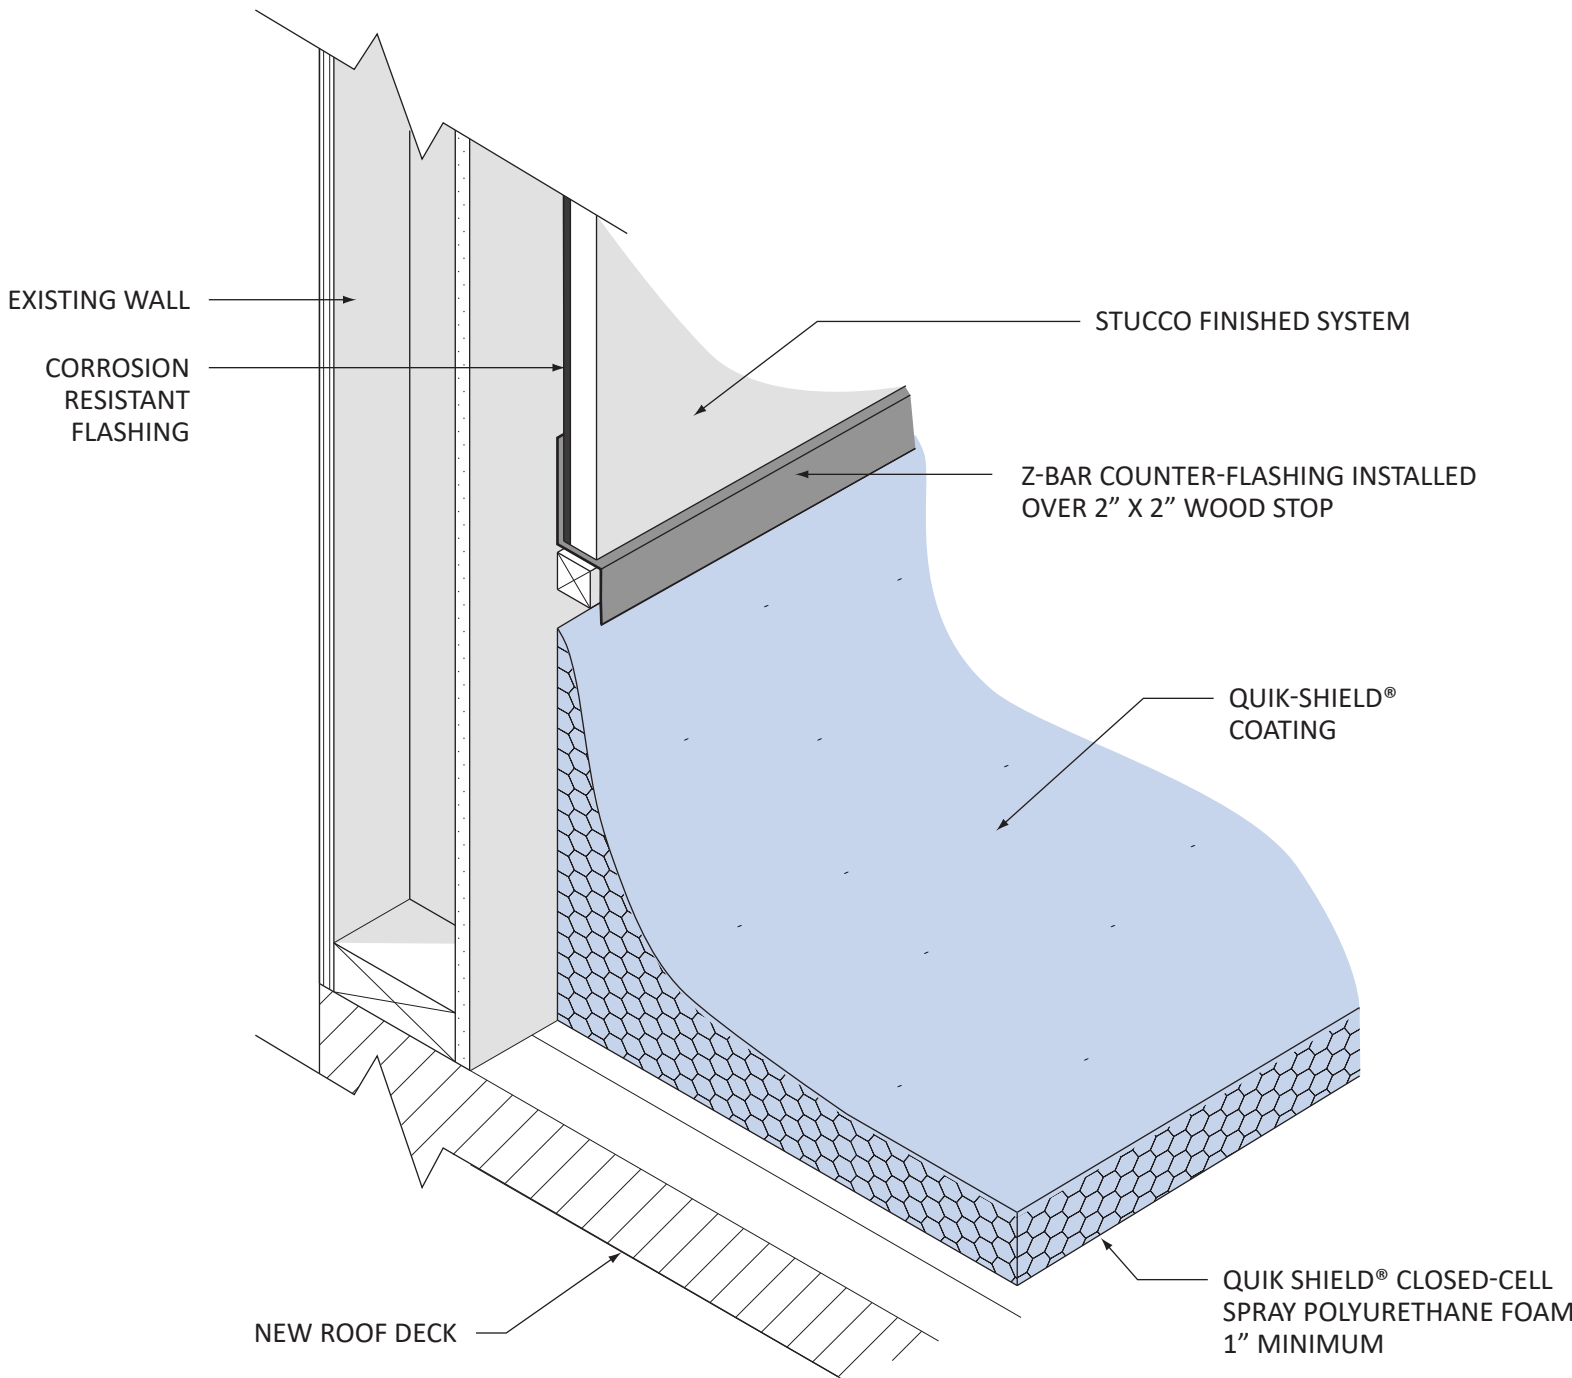 EXISTING WALL
CORROSION
RESISTANT
FLASHING
STUCCO FINISHED SYSTEM
Z-BAR COUNTER-FLASHING INSTALLED
OVER 2” X 2” WOOD STOP
QUIK-SHIELD®
COATING
QUIK SHIELD® CLOSED-CELL
SPRAY POLYURETHANE FOAM
1” MINIMUM
NEW ROOF DECK